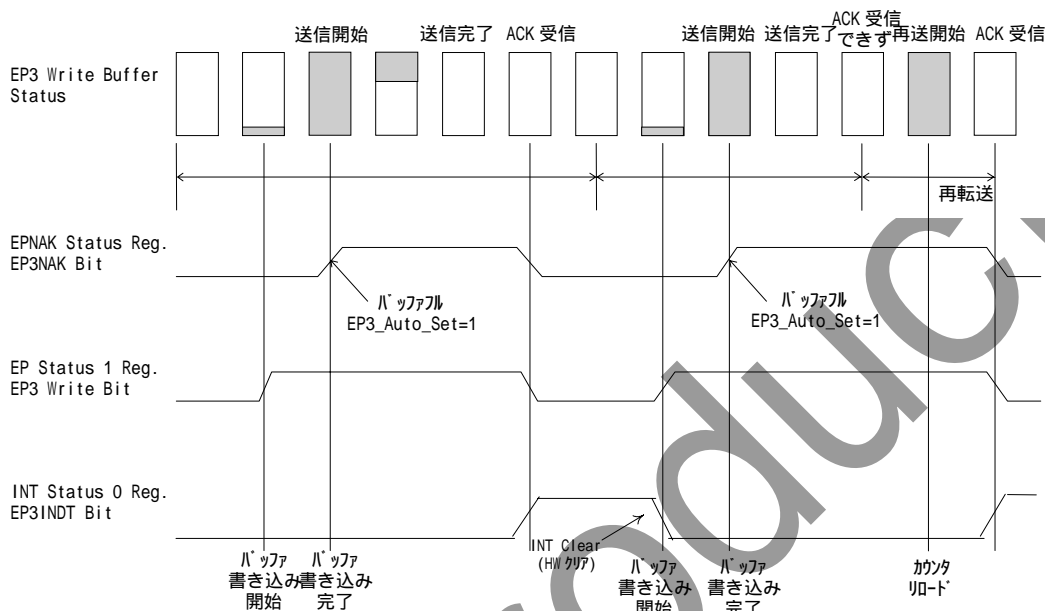 送信開始 送信完了 ACK 受信 送信開始 送信完了 ACK 受信できず 再送開始 ACK 受信
EP3 Write Buffer
Status
再転送
EPNAK Status Reg.
EP3NAK Bit
バッファフル
EP3_Auto_Set=1
バッファフル
EP3_Auto_Set=1
EP Status 1 Reg.
EP3 Write Bit
INT Status 0 Reg.
EP3INDT Bit
INT Clear
(HWクリア)
バッファ
書き込み
開始
バッファ
書き込み
完了
バッファ
書き込み
開始
バッファ
書き込み
完了
カウンタ
リロード